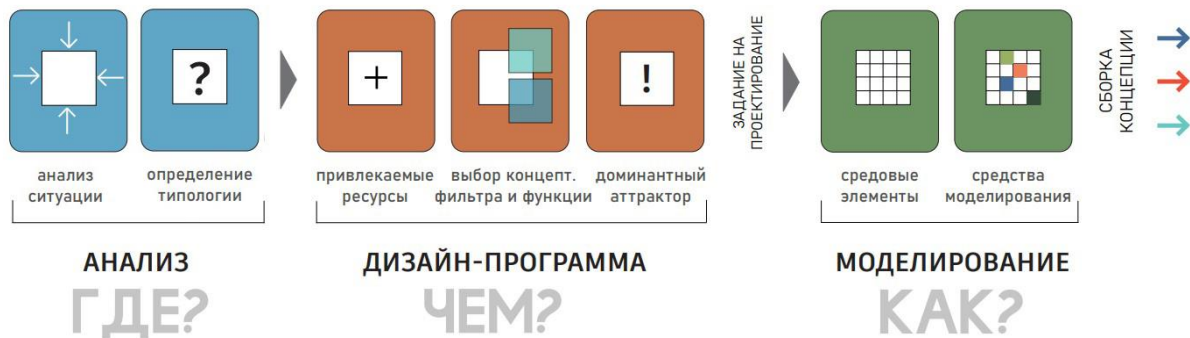 ?
+
!
анализ
ситуации
определение
типологии
привлекаемые
ресурсы
выбор концепт.
фильтра и функции
доминантный
аттрактор
ЗАДАНИЕ НА
ПРОЕКТИРОВАНИЕ
средовые
элементы
средства
моделирования
СБОРКА
КОНЦЕПЦИИ
АНАЛИЗ
ГДЕ?
ДИЗАЙН-ПРОГРАММА
ЧЕМ?
МОДЕЛИРОВАНИЕ
КАК?